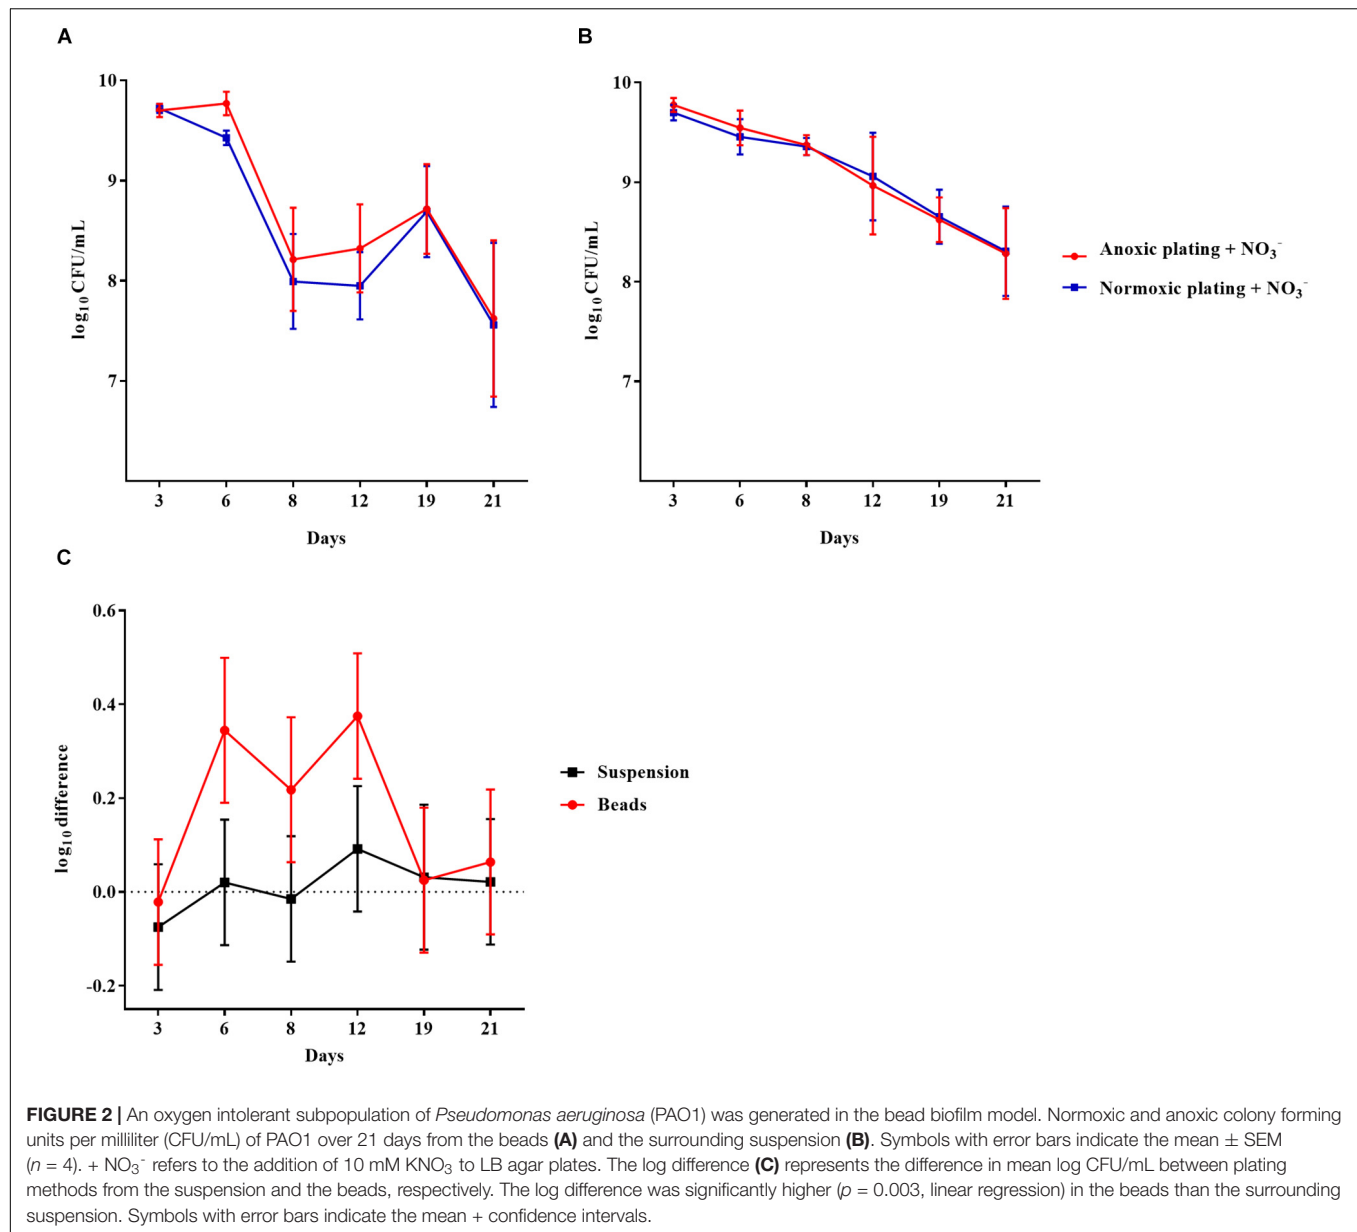 A
10
9
8
7
log10 CFU/mL
3 6 8 12 19 21
Days
B
10
9
8
7
log10 CFU/mL
3 6 8 12 19 21
Days
Anoxic plating + NO3-
Normoxic plating + NO3-
C
0.6
0.4
0.2
0.0
-0.2
log10 difference
3 6 8 12 19 21
Days
Suspension
Beads
FIGURE 2 | An oxygen intolerant subpopulation of Pseudomonas aeruginosa (PAO1) was generated in the bead biofilm model. Normoxic and anoxic colony forming
units per milliliter (CFU/mL) of PAO1 over 21 days from the beads (A) and the surrounding suspension (B). Symbols with error bars indicate the mean ± SEM
(n = 4). + NO3- refers to the addition of 10 mM KNO3 to LB agar plates. The log difference (C) represents the difference in mean log CFU/mL between plating
methods from the suspension and the beads, respectively. The log difference was significantly higher (p = 0.003, linear regression) in the beads than the surrounding
suspension. Symbols with error bars indicate the mean + confidence intervals.